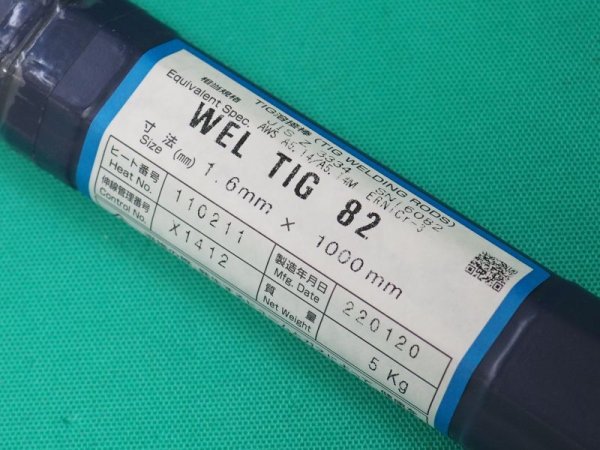 TIG溶接棒 (TIG WELDING RODS)
相当規格 JIS Z 3334 SNi6082
Equivalent Spec. AWS A5.14/A5.14M ERNiCr-3
WEL TIG 82
寸法 (mm) 1.6mm × 1000mm
Size
ヒート番号 110211 製造年月日 220120
Heat No. Mfg. Date
伸線管理番号 X1412 質量 5 Kg
Control No. Net Weight